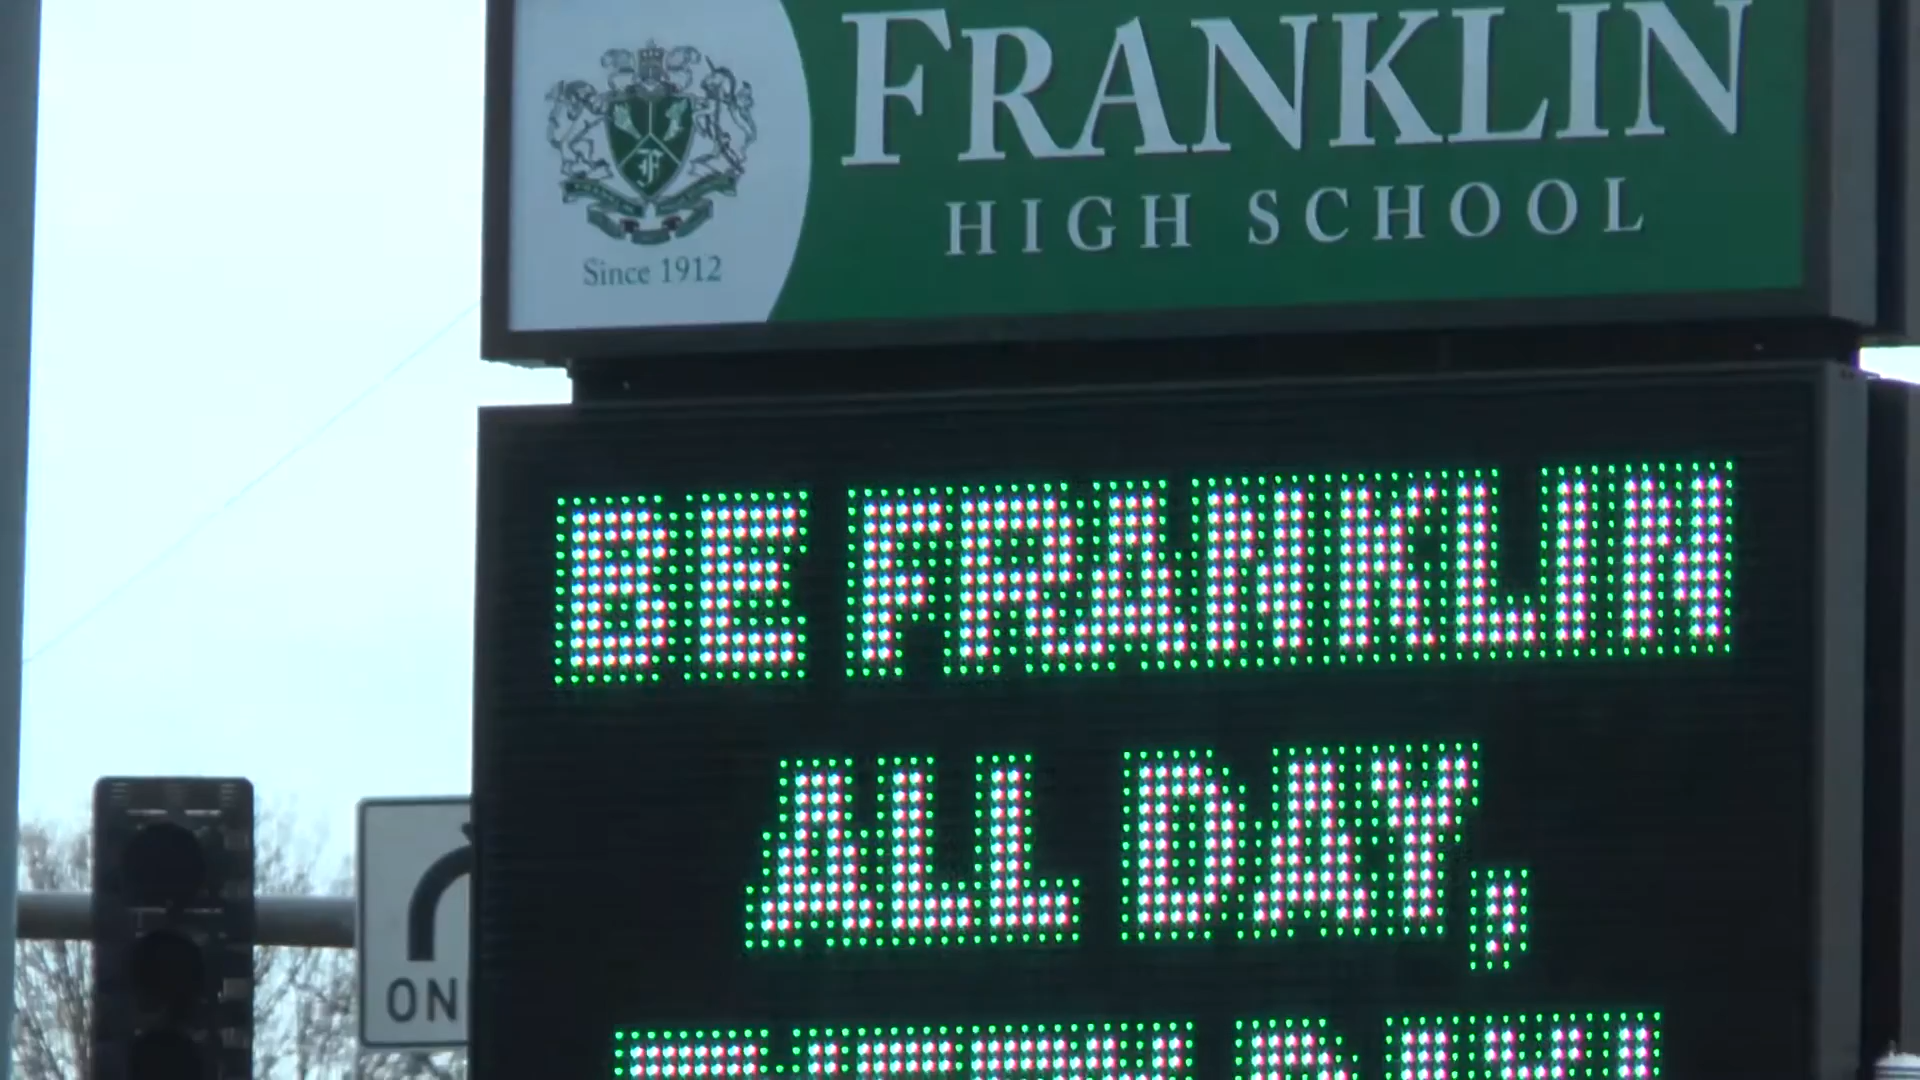 FRANKLIN
HIGH SCHOOL
F
Since 1912
BE FRANKLIN
ALL DAY,
ON